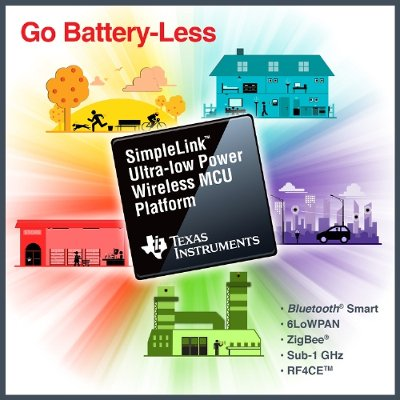 Go Battery-Less
SimpleLink™
Ultra-low Power
Wireless MCU
Platform
TEXAS
INSTRUMENTS
• Bluetooth® Smart
• 6LoWPAN
• ZigBee®
• Sub-1 GHz
• RF4CE™